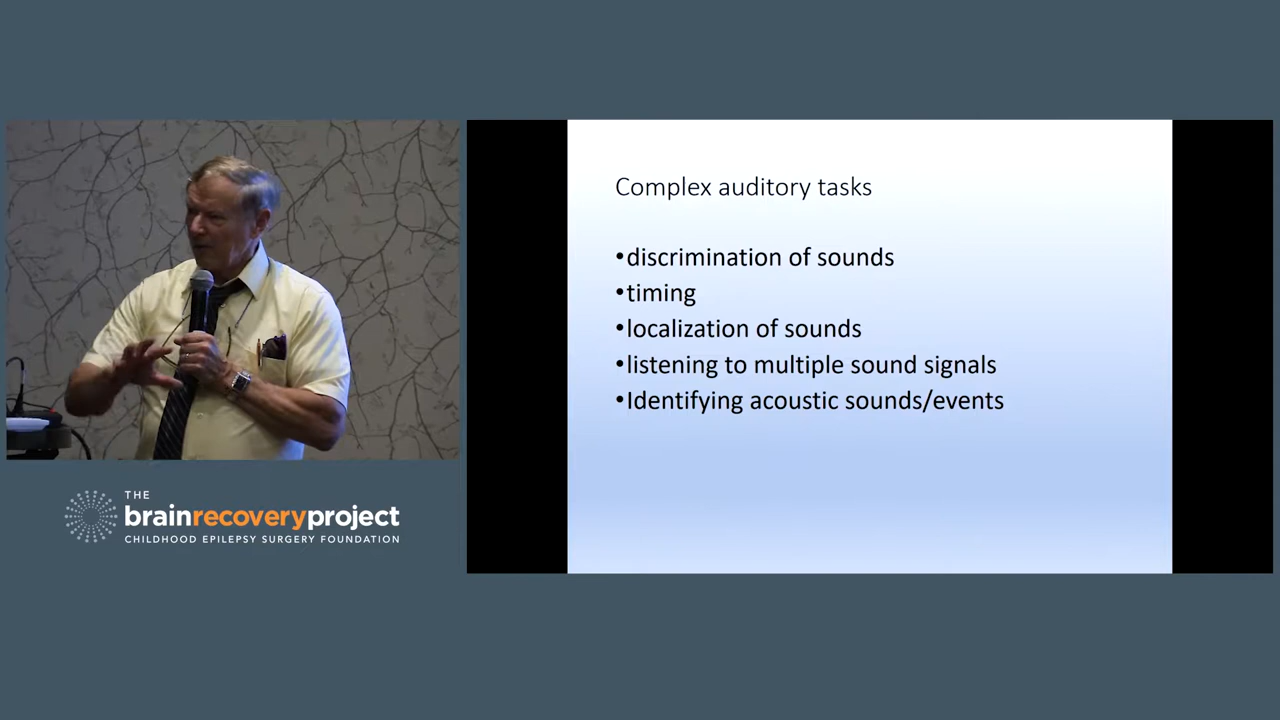 Complex auditory tasks
•discrimination of sounds
•timing
•localization of sounds
•listening to multiple sound signals
•Identifying acoustic sounds/events
THE
brainrecoveryproject
CHILDHOOD EPILEPSY SURGERY FOUNDATION